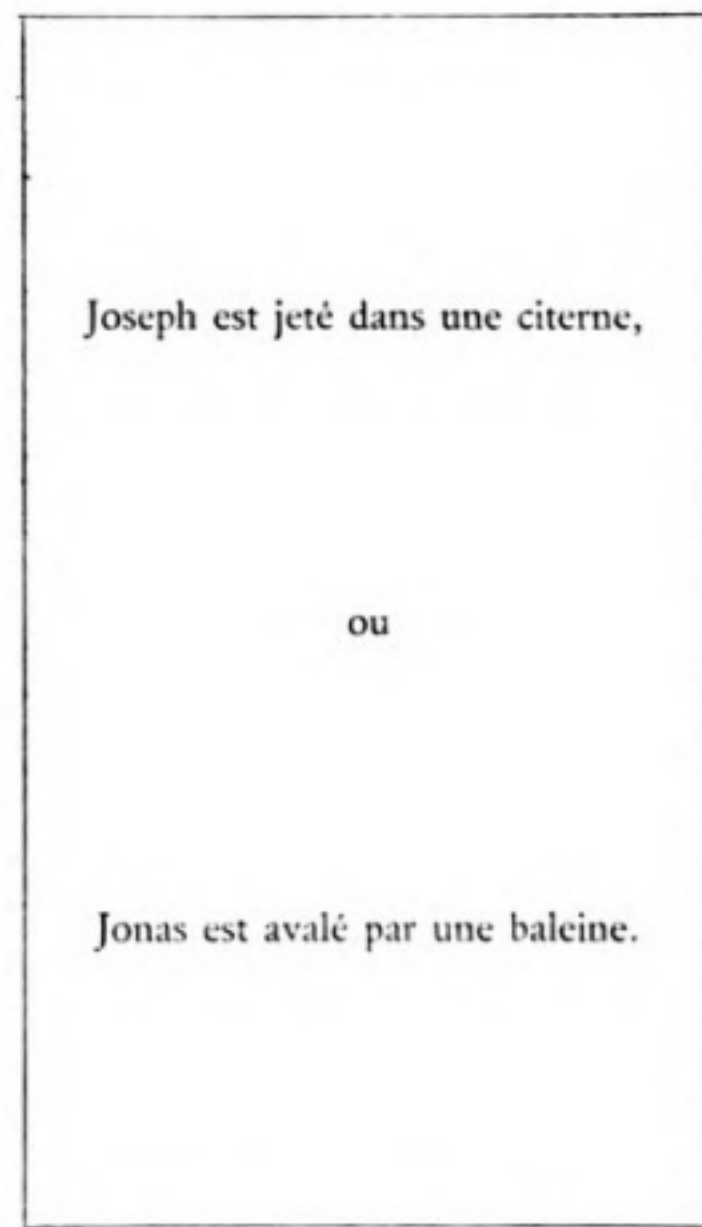 Joseph est jeté dans une citerne,
ou
Jonas est avalé par une baleine.